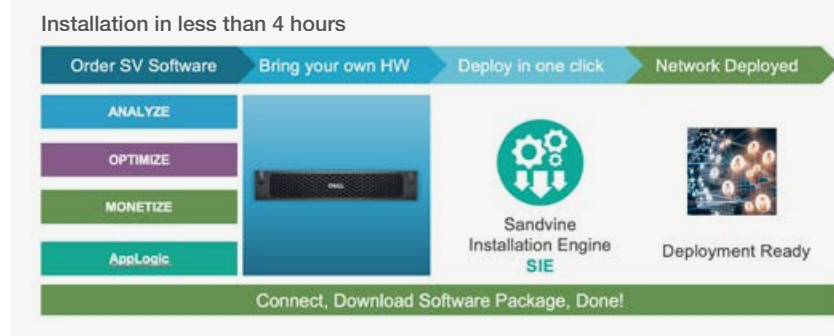 Installation in less than 4 hours
Order SV Software
Bring your own HW
Deploy in one click
Network Deployed
ANALYZE
OPTIMIZE
MONETIZE
AppLogic
DELL
Sandvine
Installation Engine
SIE
Deployment Ready
Connect, Download Software Package, Done!